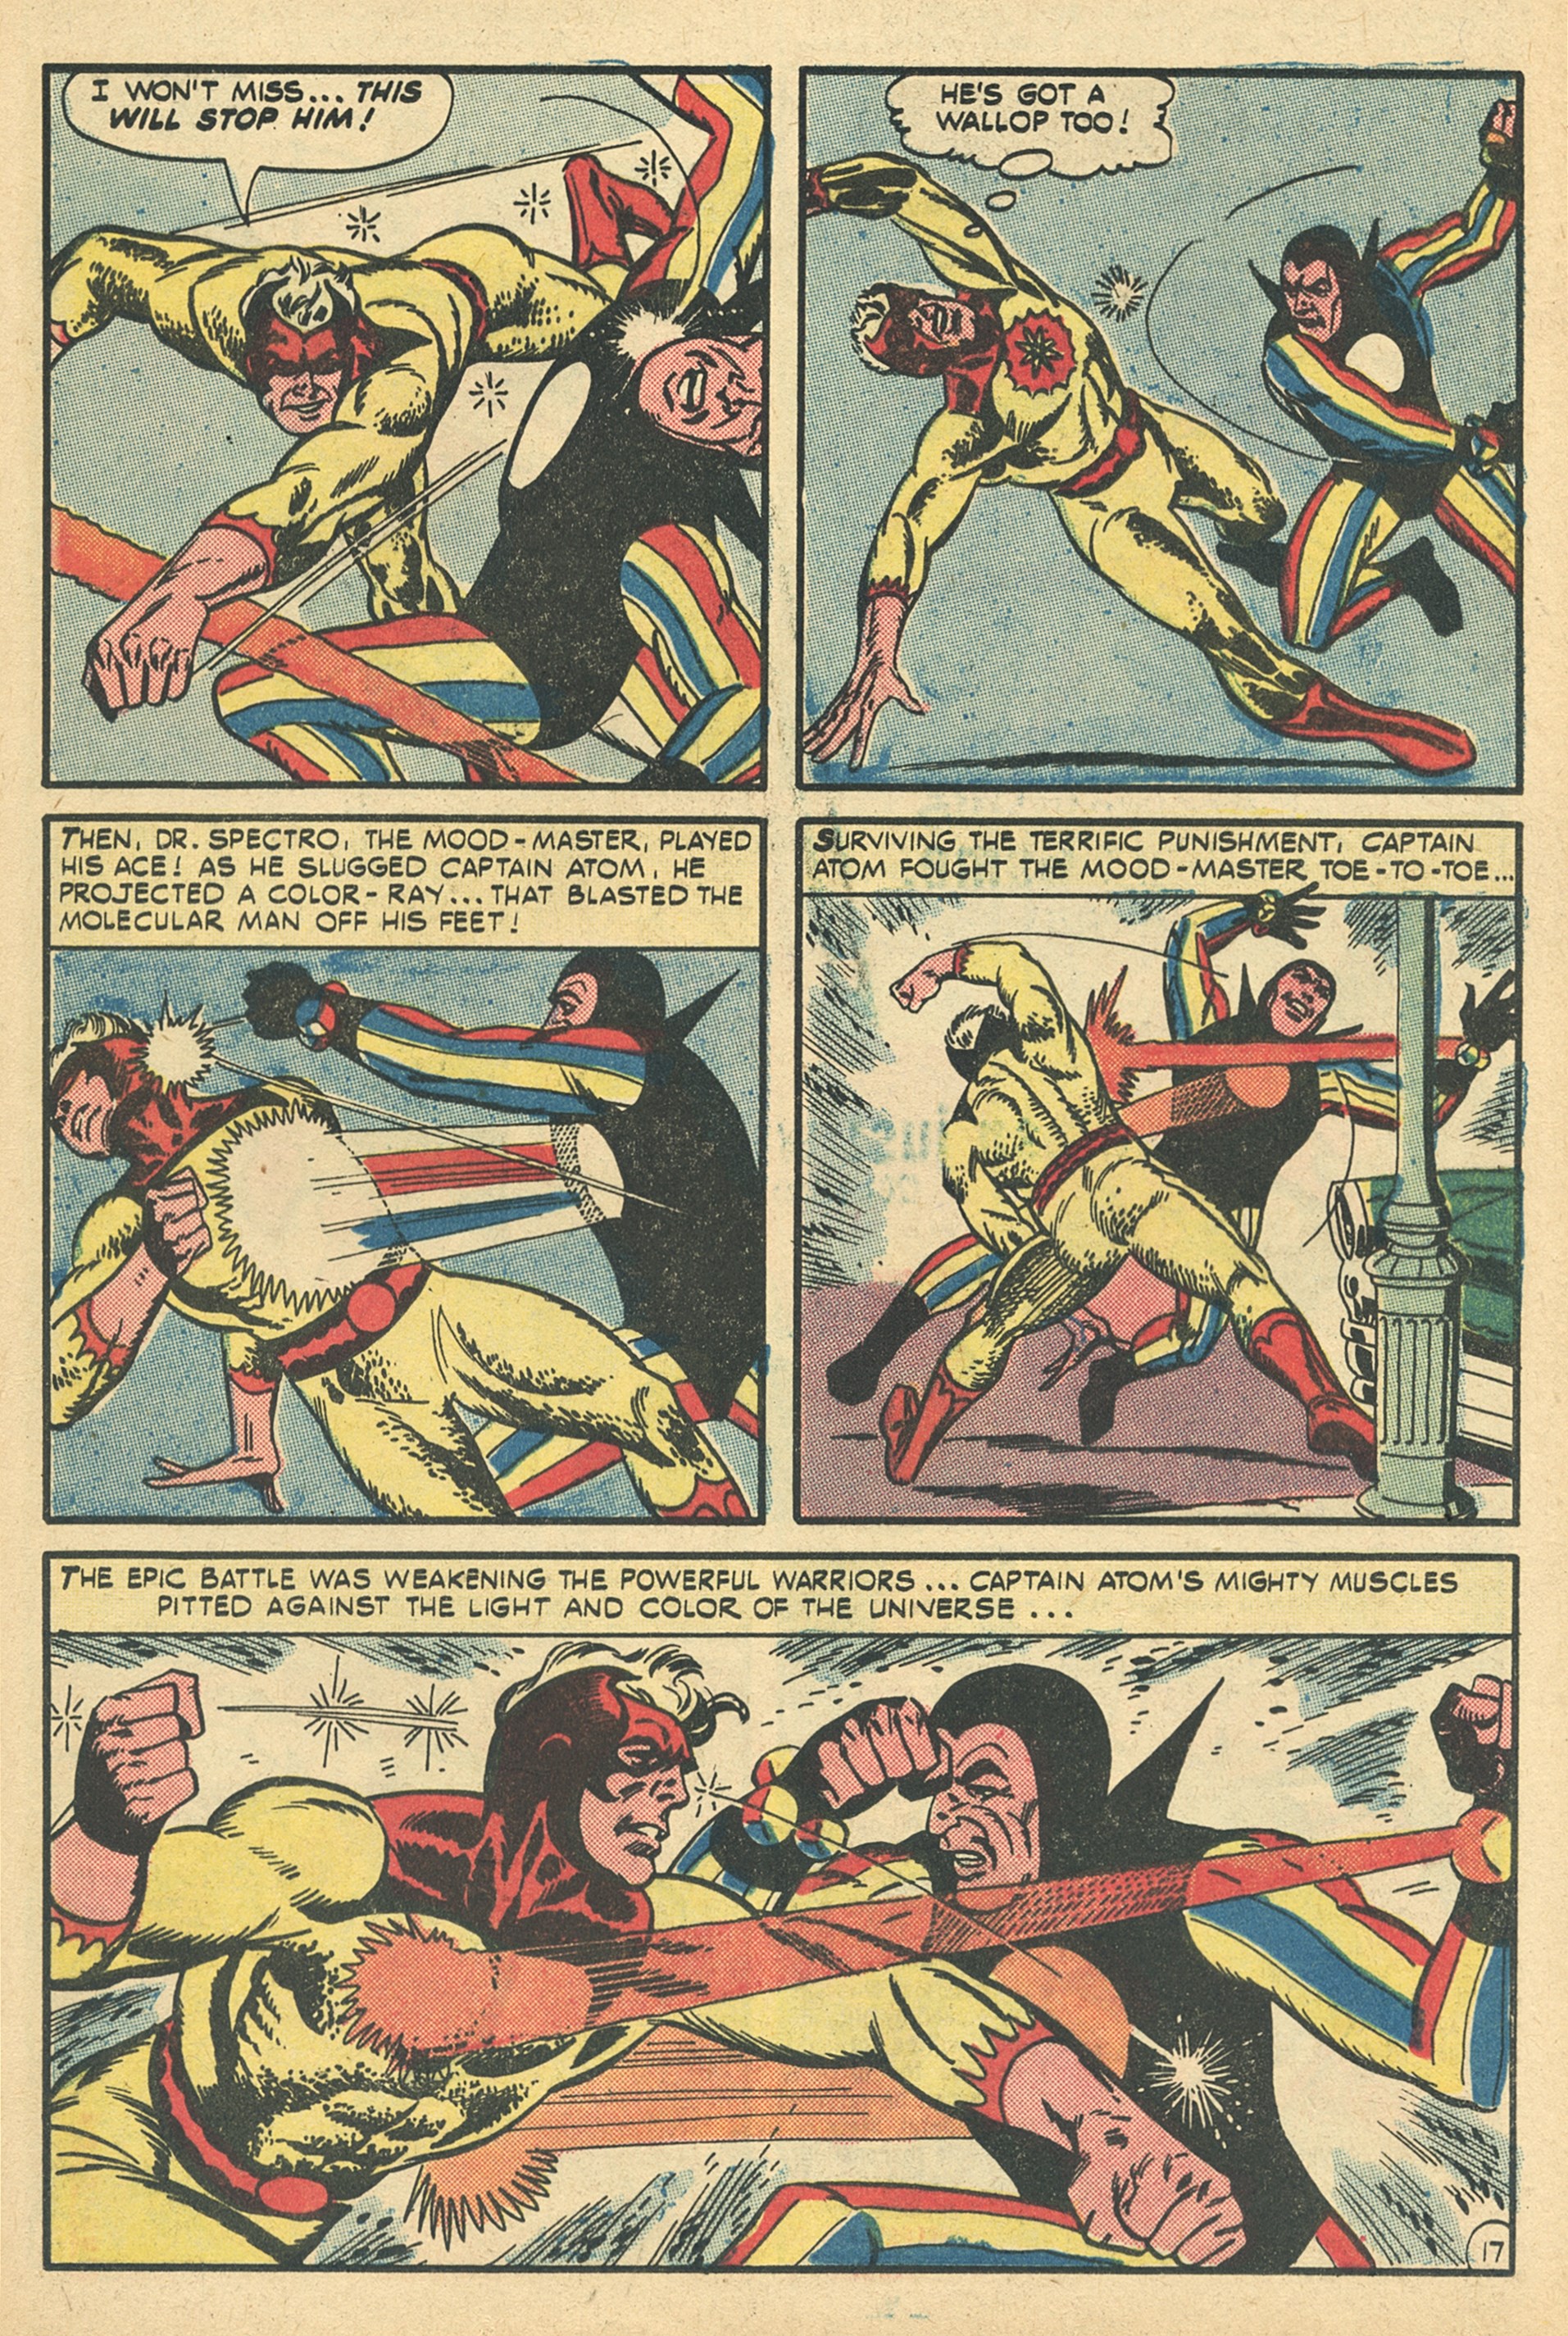 I WON'T MISS... THIS
WILL STOP HIM!
HE'S GOT A
WALLOP TOO!
THEN, DR. SPECTRO, THE MOOD-MASTER, PLAYED
HIS ACE! AS HE SLUGGED CAPTAIN ATOM, HE
PROJECTED A COLOR-RAY... THAT BLASTED THE
MOLECULAR MAN OFF HIS FEET!
SURVIVING THE TERRIFIC PUNISHMENT, CAPTAIN
ATOM FOUGHT THE MOOD-MASTER TOE-TO-TOE...
THE EPIC BATTLE WAS WEAKENING THE POWERFUL WARRIORS... CAPTAIN ATOM'S MIGHTY MUSCLES
PITTED AGAINST THE LIGHT AND COLOR OF THE UNIVERSE...
17